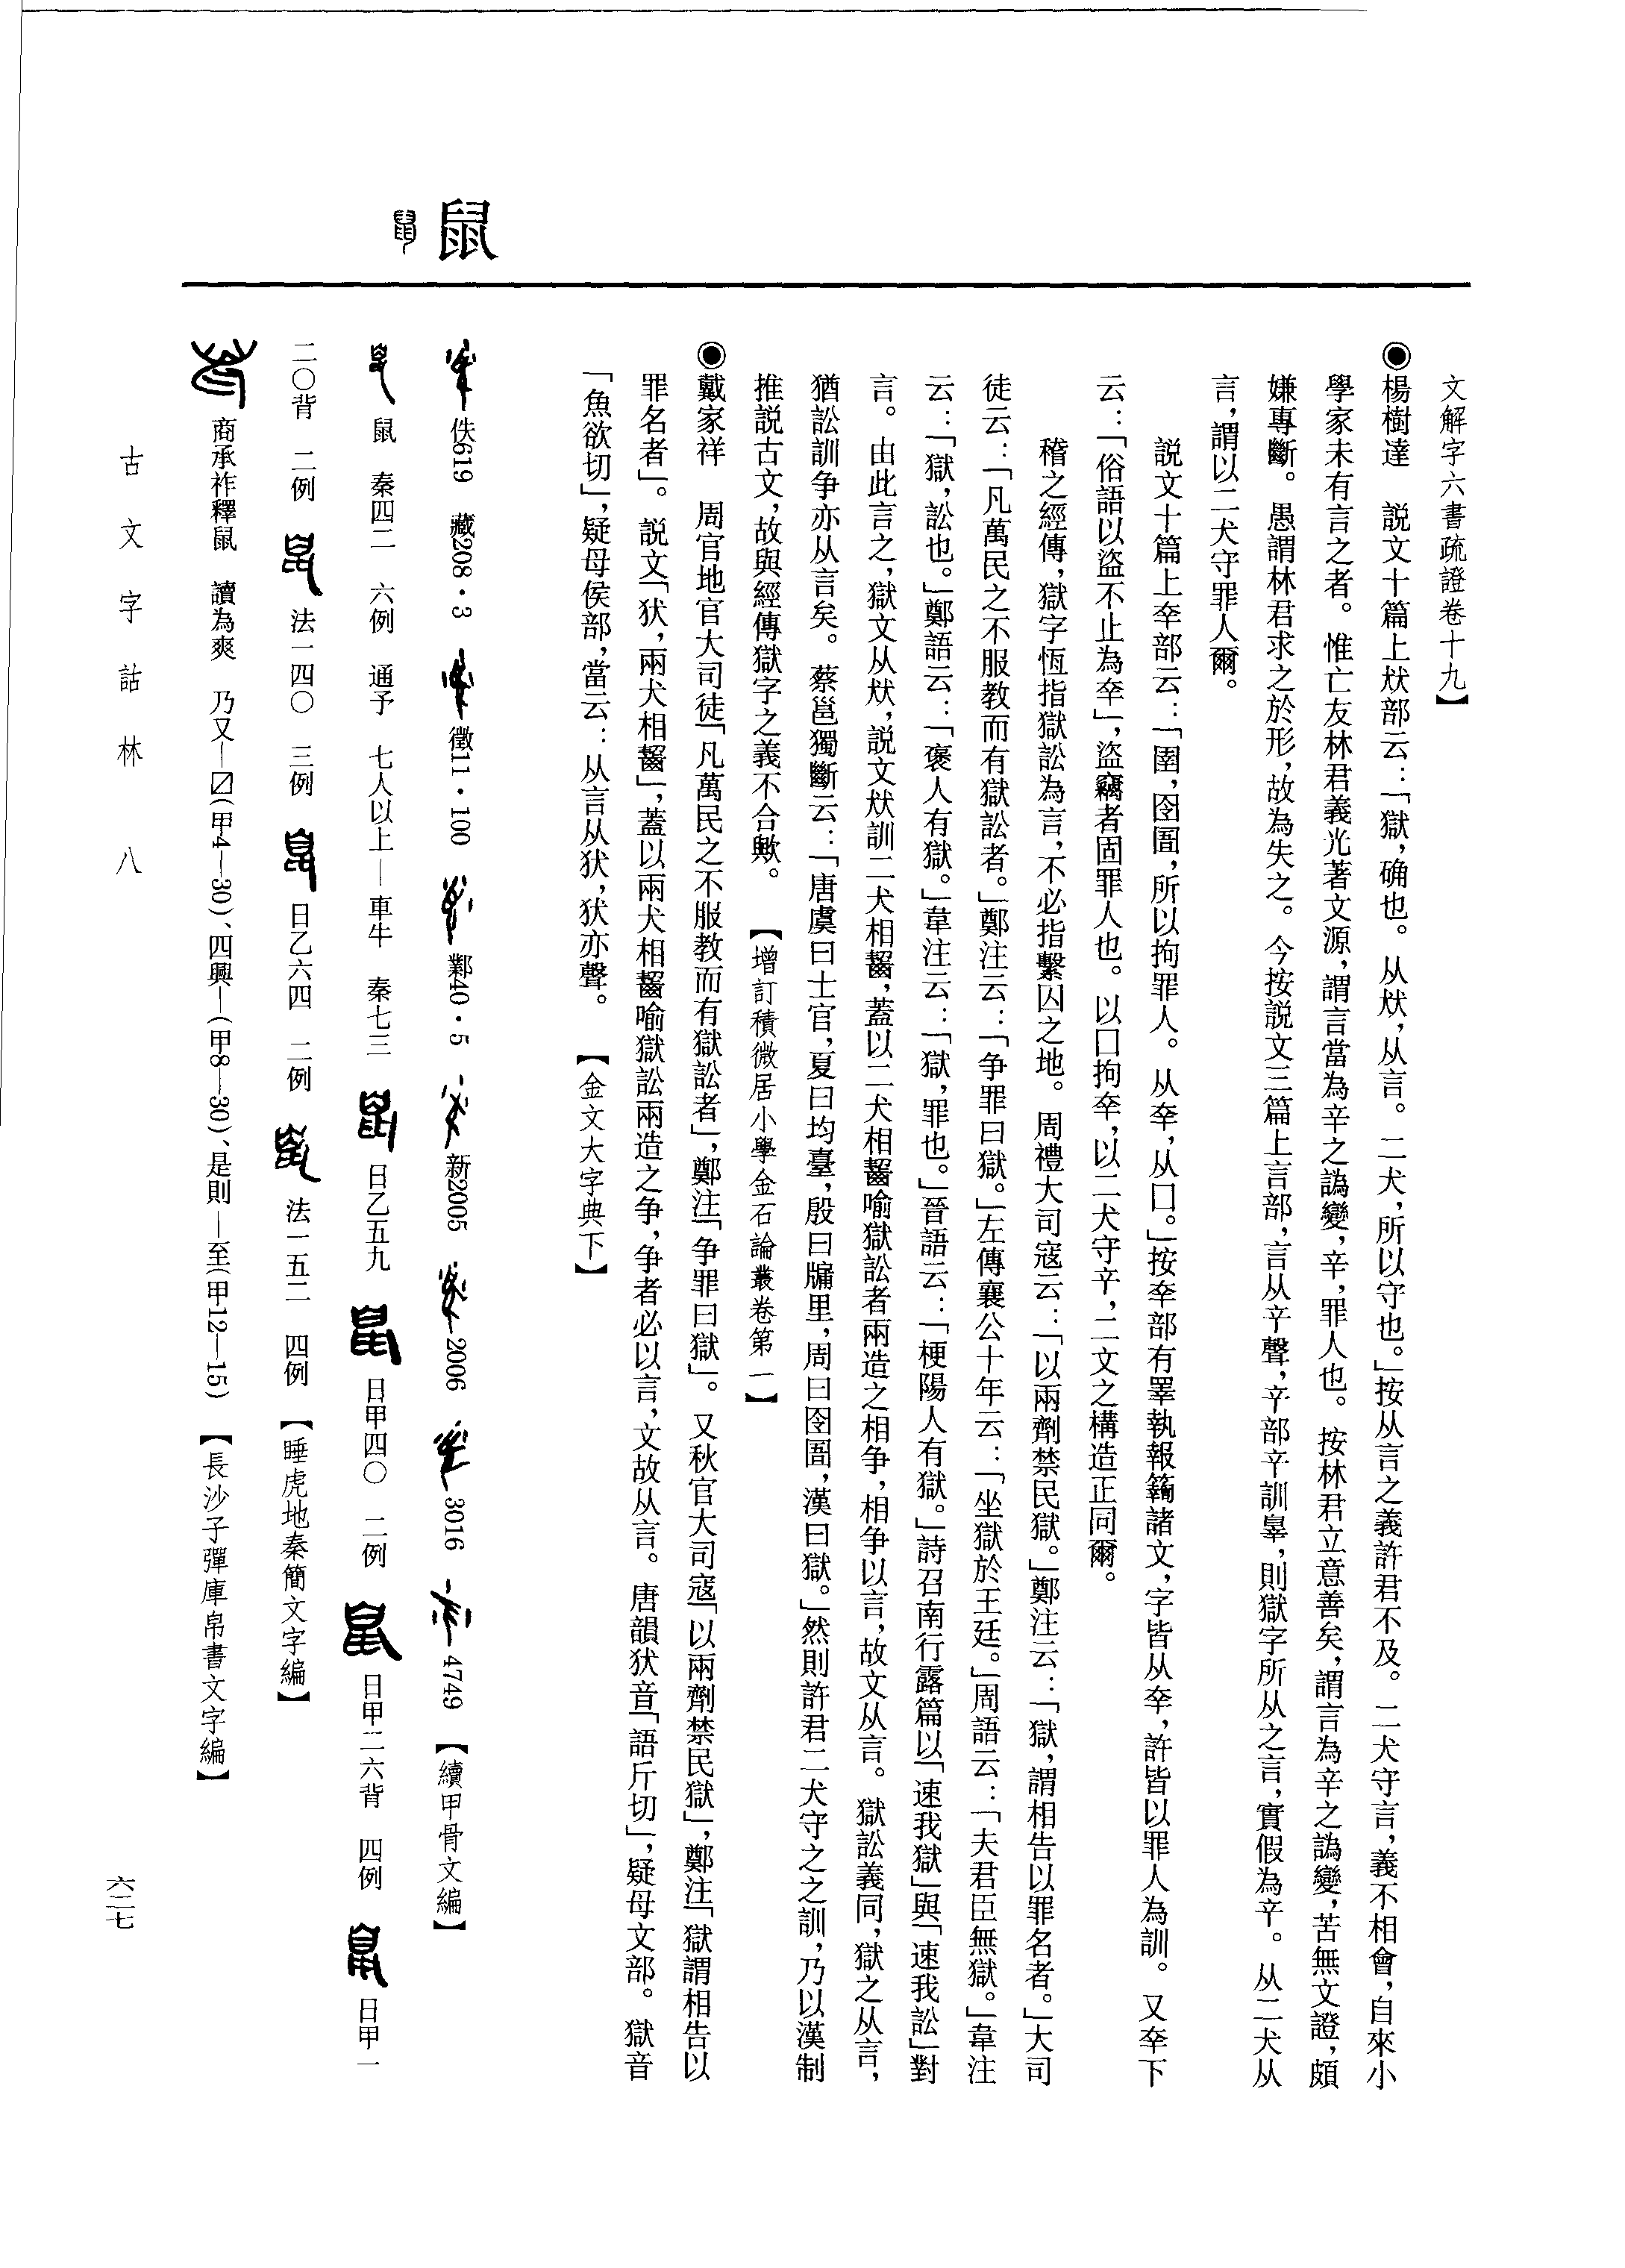 鼠
文解字六書疏證卷十九】
◉楊樹達　説文十篇上㹜部云：「獄，确也。从㹜，从言。二犬，所以守也。」按从言之義許君不及。二犬守言，義不相會，自來小
學家未有言之者。惟亡友林君義光著文源，謂言當為辛之譌變，辛，罪人也。按林君立意善矣，謂言為辛之譌變，苦無文證，頗
嫌專斷。愚謂林君求之於形，故為失之。今按説文三篇上言部，言从䇂聲，䇂部䇂訓辠，則獄字所从之言，實假為䇂。从二犬从
言，謂以二犬守罪人爾。
説文十篇上㚔部云：「圉，囹圄，所以拘罪人。从㚔，从囗。」按㚔部有睪執報籟諸文，字皆从㚔，許皆以罪人為訓。又㚔下
云：「俗語以盜不止為㚔」，盜竊者固罪人也。以囗拘㚔，以二犬守䇂，二文之構造正同爾。
稽之經傳，獄字恆指獄訟為言，不必指繫囚之地。周禮大司寇云：「以兩劑禁民獄。」鄭注云：「獄，謂相告以罪名者。」大司
徒云：「凡萬民之不服教而有獄訟者。」鄭注云：「争罪曰獄。」左傳襄公十年云：「坐獄於王廷。」周語云：「夫君臣無獄。」韋注
云：「獄，訟也。」鄭語云：「褒人有獄。」韋注云：「獄，罪也。」晉語云：「梗陽人有獄。」詩召南行露篇以「速我獄」與「速我訟」對
言。由此言之，獄文从㹜，説文㹜訓二犬相齧，蓋以二犬相齧喻獄訟者兩造之相争，相争以言，故文从言。獄訟義同，獄之从言，
猶訟訓争亦从言矣。蔡邕獨斷云：「唐虞曰士官，夏曰均臺，殷曰牖里，周曰囹圄，漢曰獄。」然則許君二犬守之之訓，乃以漢制
推説古文，故與經傳獄字之義不合歟。　【增訂積微居小學金石論叢卷第一】
◉戴家祥　周官地官大司徒「凡萬民之不服教而有獄訟者」，鄭注「争罪曰獄」。又秋官大司寇「以兩劑禁民獄」，鄭注「獄謂相告以
罪名者」。説文「㹜，兩犬相齧」，蓋以兩犬相齧喻獄訟兩造之争，争者必以言，文故从言。唐韻㹜音「語斤切」，疑母文部。獄音
「魚欲切」，疑母侯部，當云：从言从㹜，㹜亦聲。　【金文大字典下】
佚619　藏208·3　徵11·100　鄴40·5　新2005　2006　3016　4749　【續甲骨文編】
鼠　秦四二　六例　通予　七人以上—車牛　秦七三　日乙五九　日甲四〇　二例　日甲二六背　四例　日甲一
二〇背　二例　法一四〇　三例　日乙六四　二例　法一五二　四例　【睡虎地秦簡文字編】
商承祚釋鼠　讀為爽　乃又—〼(甲4—30)、四興—(甲8—30)、是則—至(甲12—15)　【長沙子彈庫帛書文字編】
古文字詁林　八
六二七